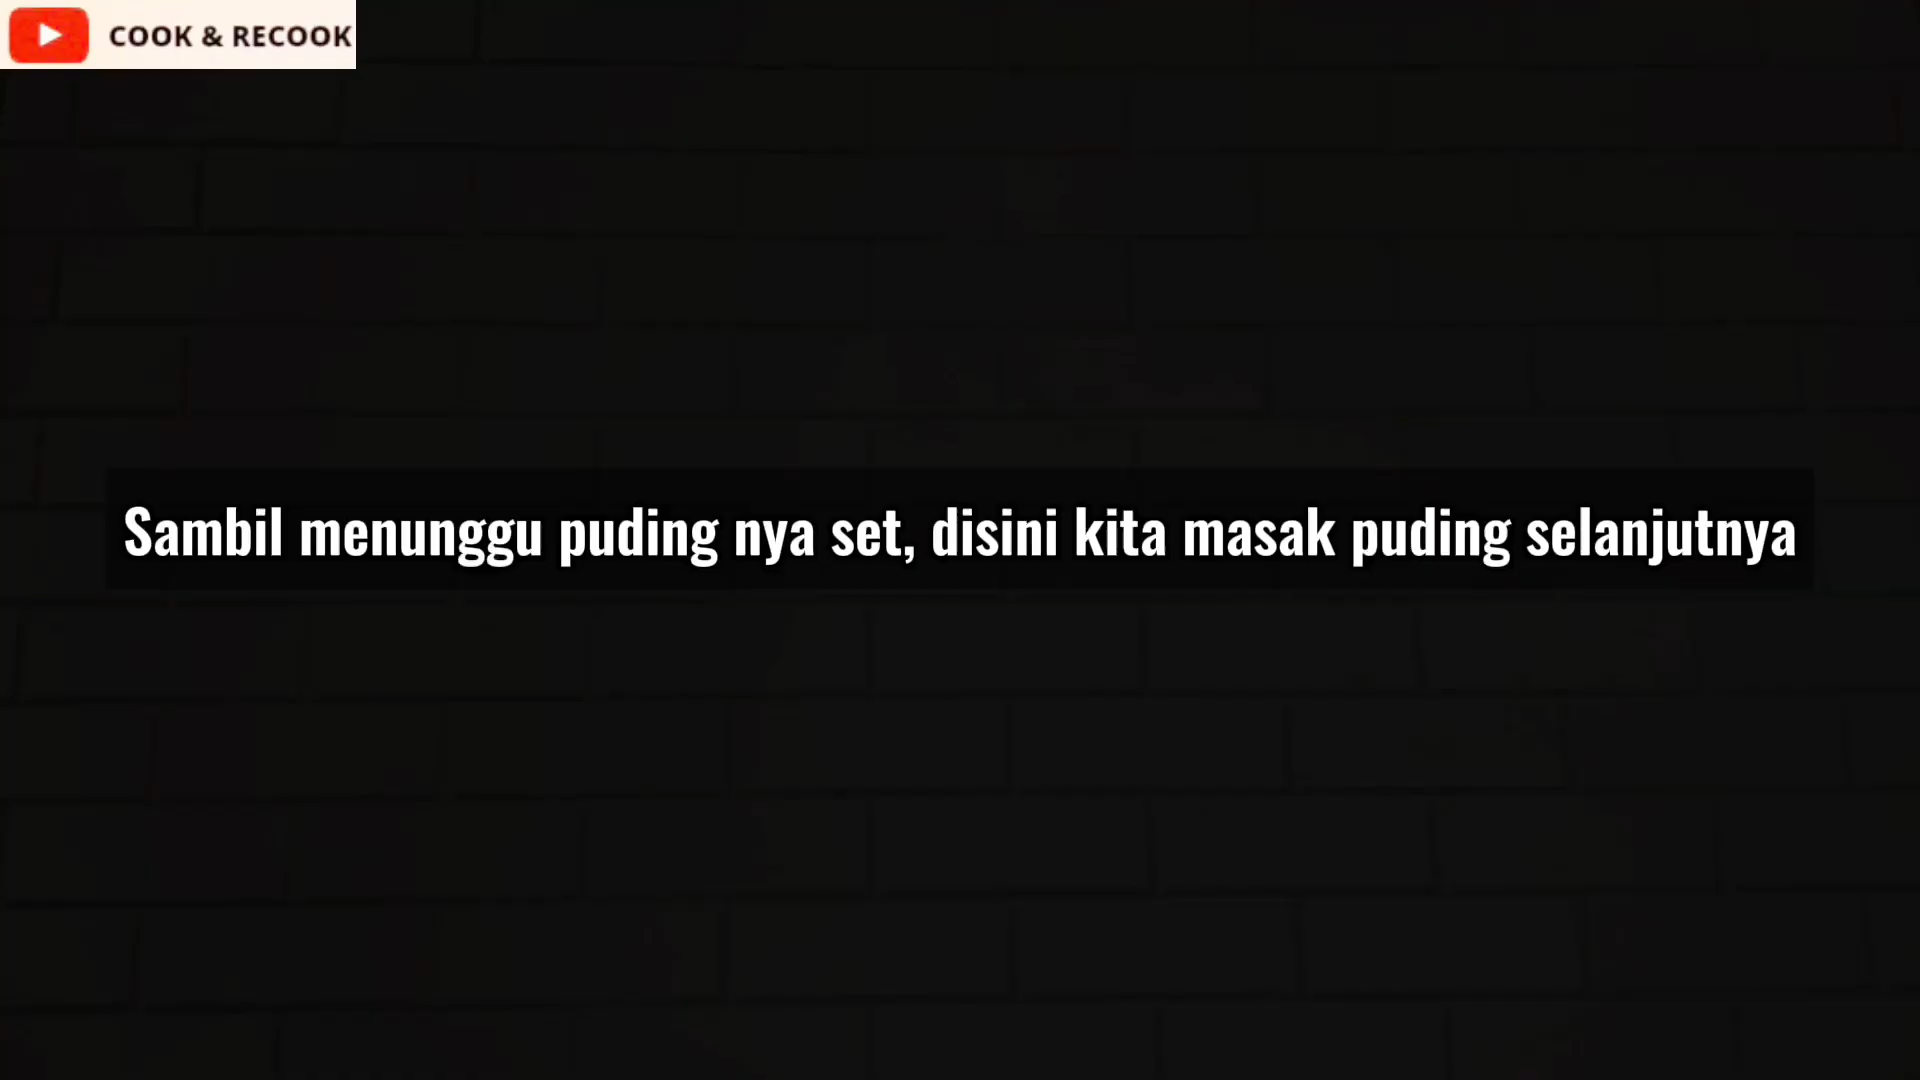 COOK & RECOOK
Sambil menunggu puding nya set, disini kita masak puding selanjutnya